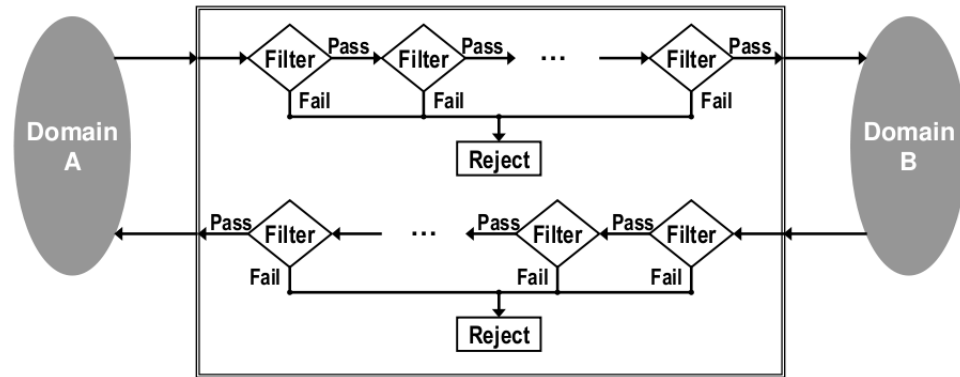 Pass
Pass
Pass
Filter
Filter
...
Filter
Fail
Fail
Fail
Domain
A
Domain
B
Reject
Pass
Pass
Pass
Filter
...
Filter
Filter
Fail
Fail
Fail
Reject